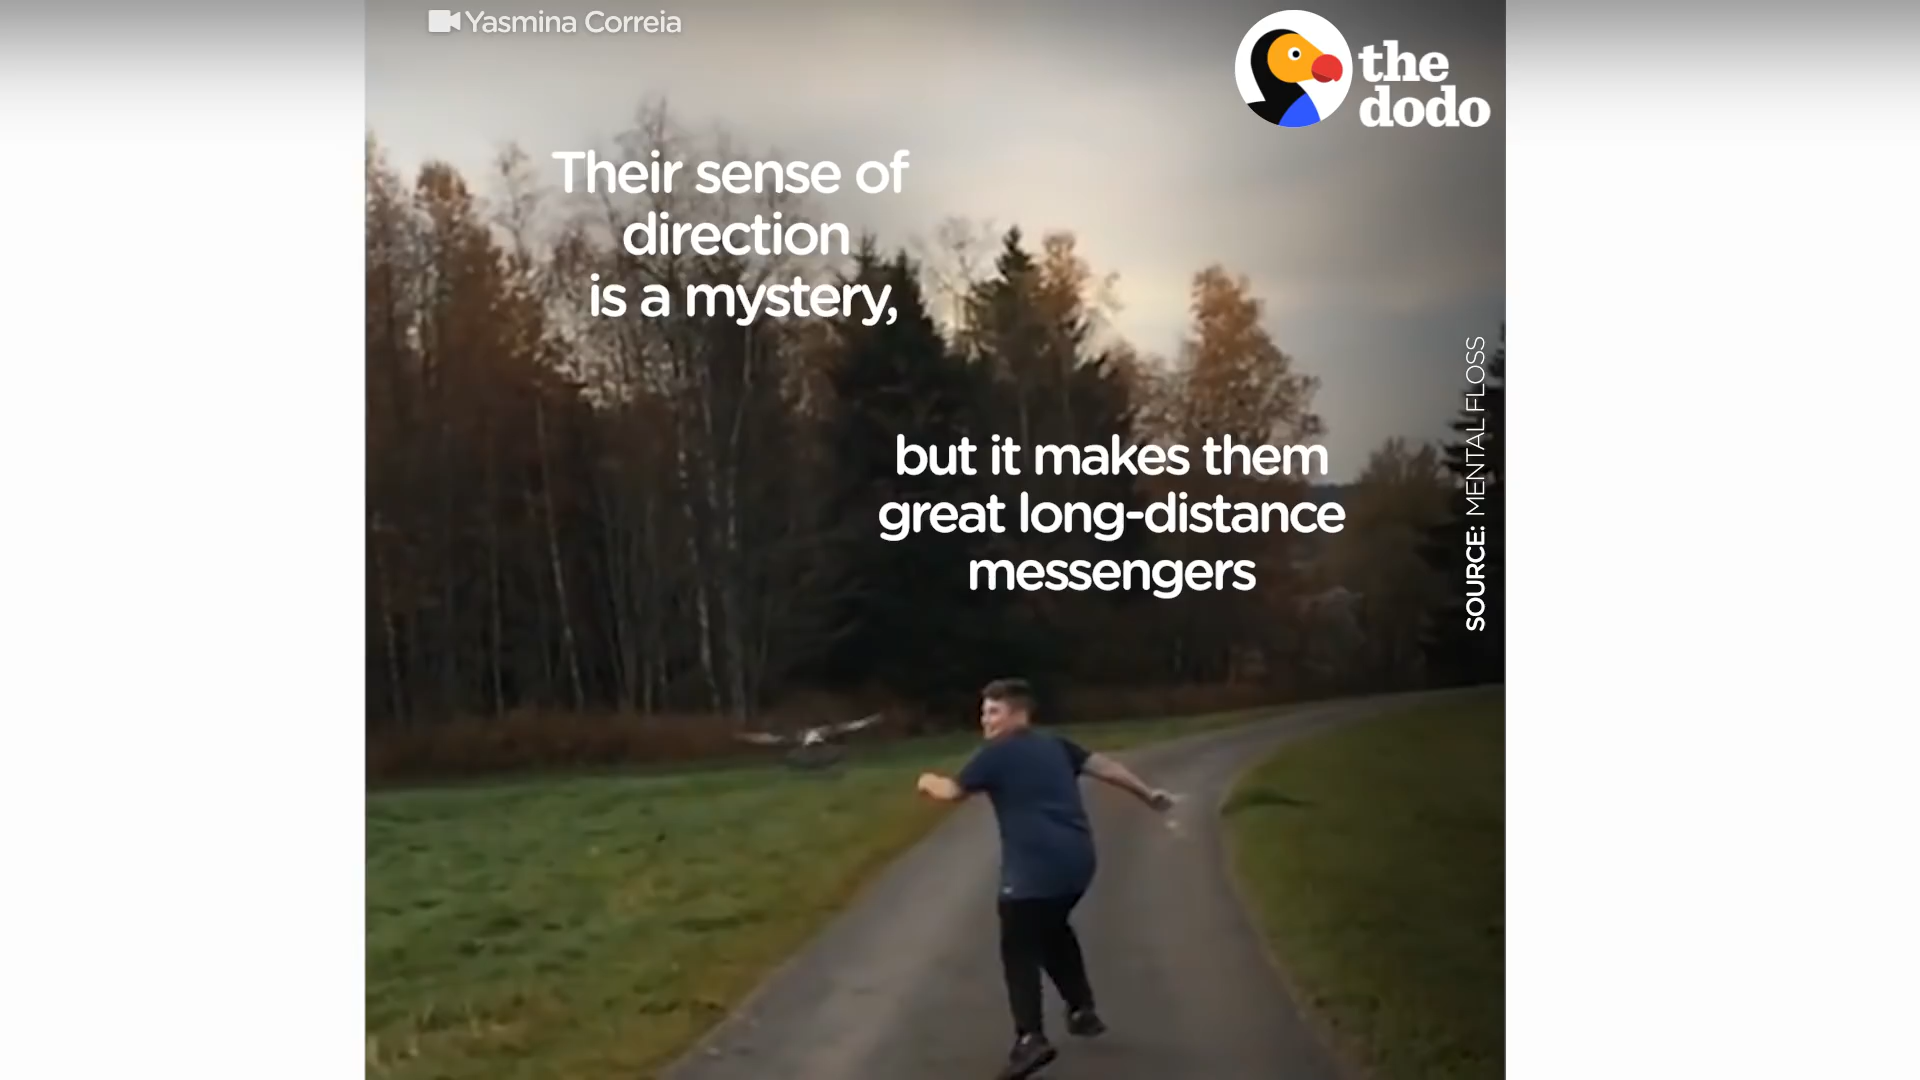 Yasmina Correia
the
dodo
Their sense of
direction
is a mystery,
but it makes them
great long-distance
messengers
SOURCE: MENTAL FLOSS